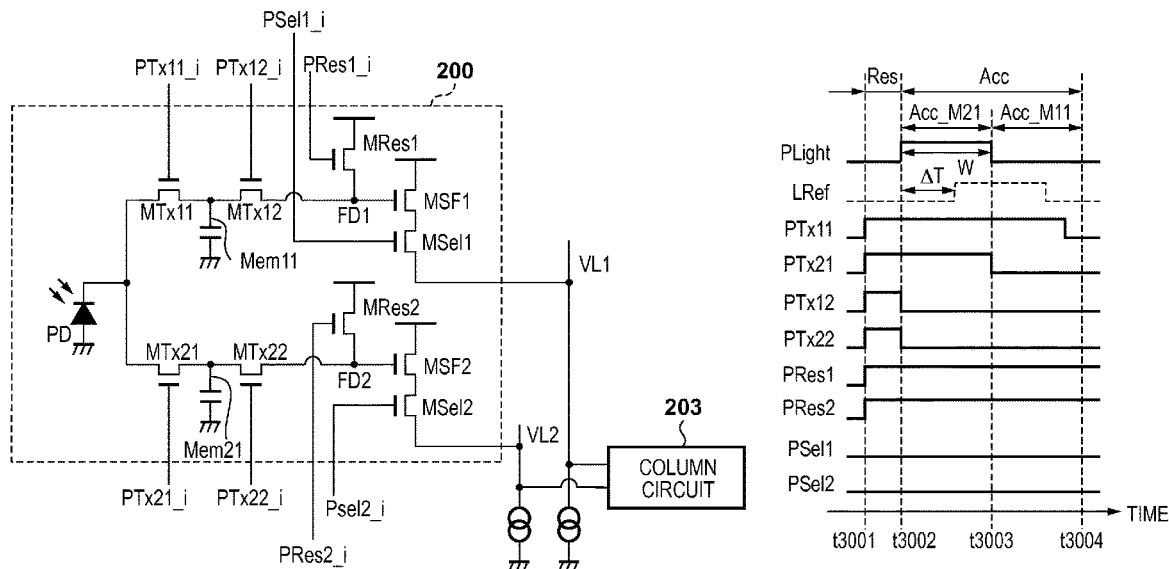 PSel1_i
PTx11_i PTx12_i
PRes1_i
200
MRes1
MTx11 MTx12
FD1
MSF1
MSel1
Mem11
VL1
PD
MRes2
MTx21 MTx22
FD2
MSF2
MSel2
Mem21
VL2
203
COLUMN
CIRCUIT
PTx21_i PTx22_i
Psel2_i
PRes2_i
Res Acc
Acc_M21 Acc_M11
PLight
W
ΔT
LRef
PTx11
PTx21
PTx12
PTx22
PRes1
PRes2
PSel1
PSel2
TIME
t3001 t3002 t3003 t3004